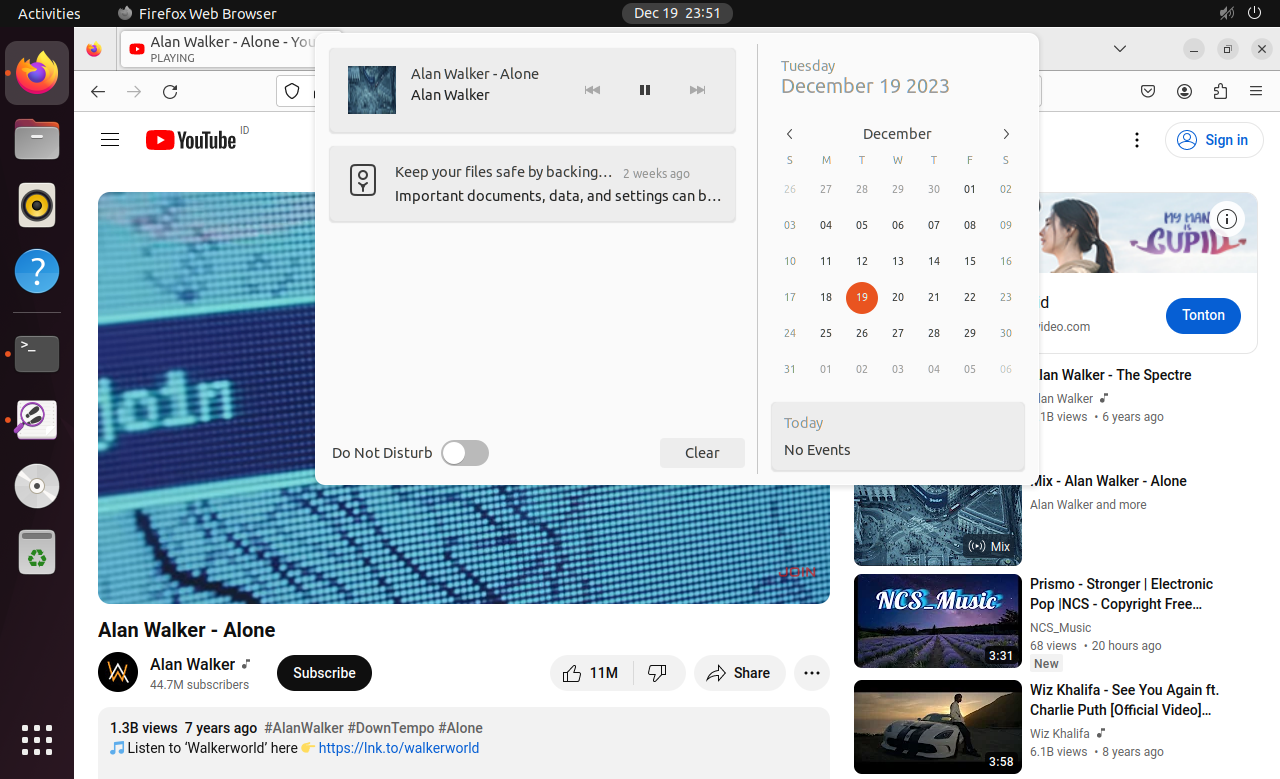 Activities
Firefox Web Browser
Dec 19 23:51
Alan Walker - Alone - You
PLAYING
Alan Walker - Alone
Alan Walker
Keep your files safe by backing… 2 weeks ago
Important documents, data, and settings can b…
Do Not Disturb
Clear
Tuesday
December 19 2023
December
S M T W T F S
26 27 28 29 30 01 02
03 04 05 06 07 08 09
10 11 12 13 14 15 16
17 18 19 20 21 22 23
24 25 26 27 28 29 30
31 01 02 03 04 05 06
Today
No Events
>_
YouTube ID
Sign in
join
JOIN
Alan Walker - Alone
Alan Walker
44.7M subscribers
Subscribe
11M
Share
1.3B views 7 years ago #AlanWalker #DownTempo #Alone
🎵Listen to ‘Walkerworld’ here👉https://lnk.to/walkerworld
MY MAN
IS
CUPID
Tonton
video.com
Alan Walker - The Spectre
Alan Walker
1B views • 6 years ago
Mix - Alan Walker - Alone
Alan Walker and more
Mix
NCS_Music
3:31
Prismo - Stronger | Electronic
Pop |NCS - Copyright Free…
NCS_Music
68 views • 20 hours ago
New
3:58
Wiz Khalifa - See You Again ft.
Charlie Puth [Official Video]…
Wiz Khalifa
6.1B views • 8 years ago